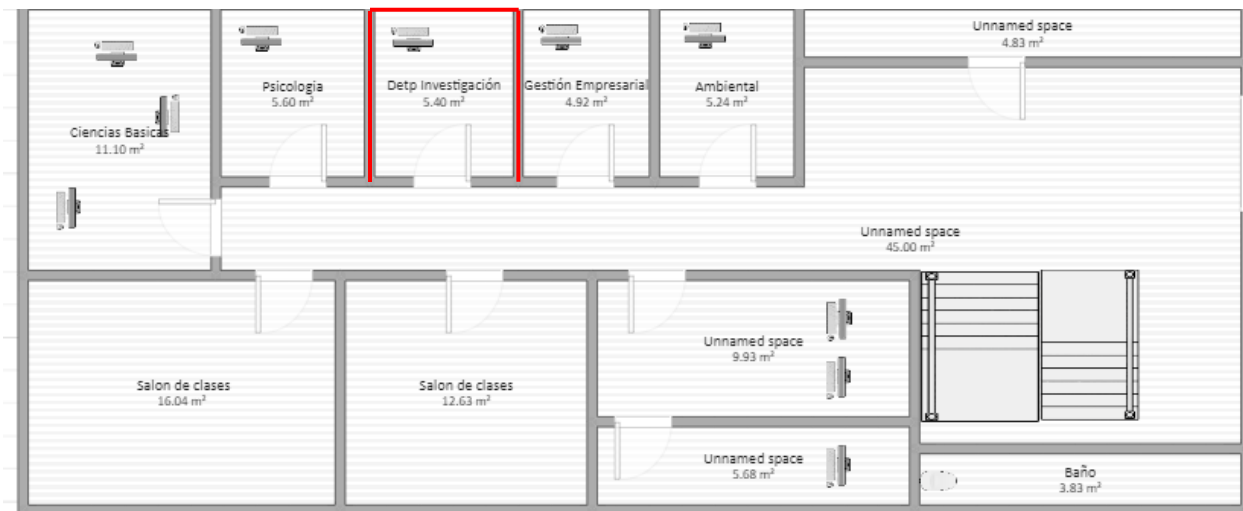 Unnamed space
4.83 m²
Psicologia
5.60 m²
Detp Investigación
5.40 m²
Gestión Empresarial
4.92 m²
Ambiental
5.24 m²
Ciencias Basicas
11.10 m²
Unnamed space
45.00 m²
Unnamed space
9.93 m²
Salon de clases
16.04 m²
Salon de clases
12.63 m²
Unnamed space
5.68 m²
Baño
3.83 m²